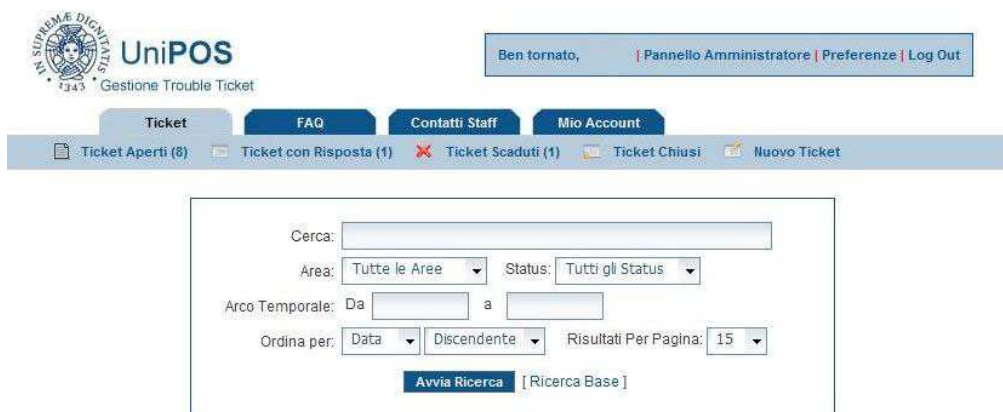 IN SUPREMÆ DIGNITATIS
• 1343 •
UniPOS
Gestione Trouble Ticket
Ben tornato, | Pannello Amministratore | Preferenze | Log Out
Ticket FAQ Contatti Staff Mio Account
Ticket Aperti (8) Ticket con Risposta (1) Ticket Scaduti (1) Ticket Chiusi Nuovo Ticket
Cerca:
Area: Tutte le Aree Status: Tutti gli Status
Arco Temporale: Da a
Ordina per: Data Discendente Risultati Per Pagina: 15
Avvia Ricerca [ Ricerca Base ]